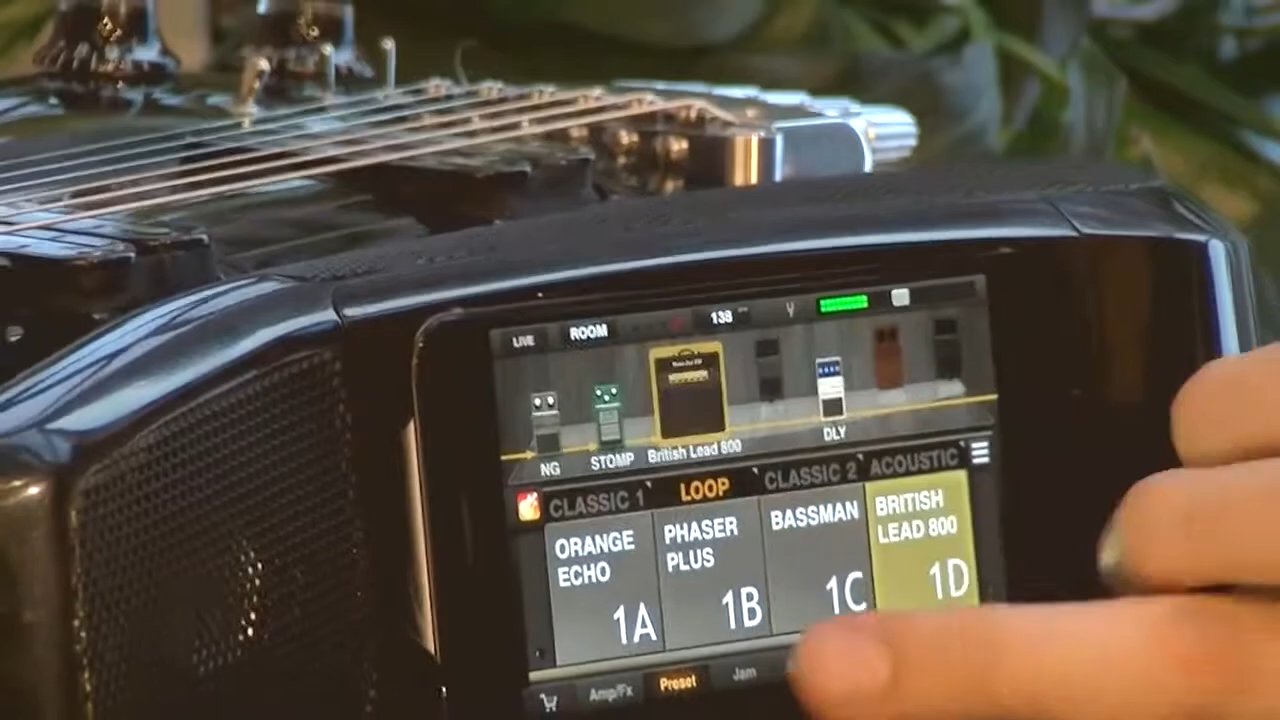 LIVE ROOM 138
NG STOMP British Lead 800 DLY
CLASSIC 1 LOOP CLASSIC 2 ACOUSTIC
ORANGE ECHO
1A
PHASER PLUS
1B
BASSMAN
1C
BRITISH LEAD 800
1D
Amp/Fx Preset Jam